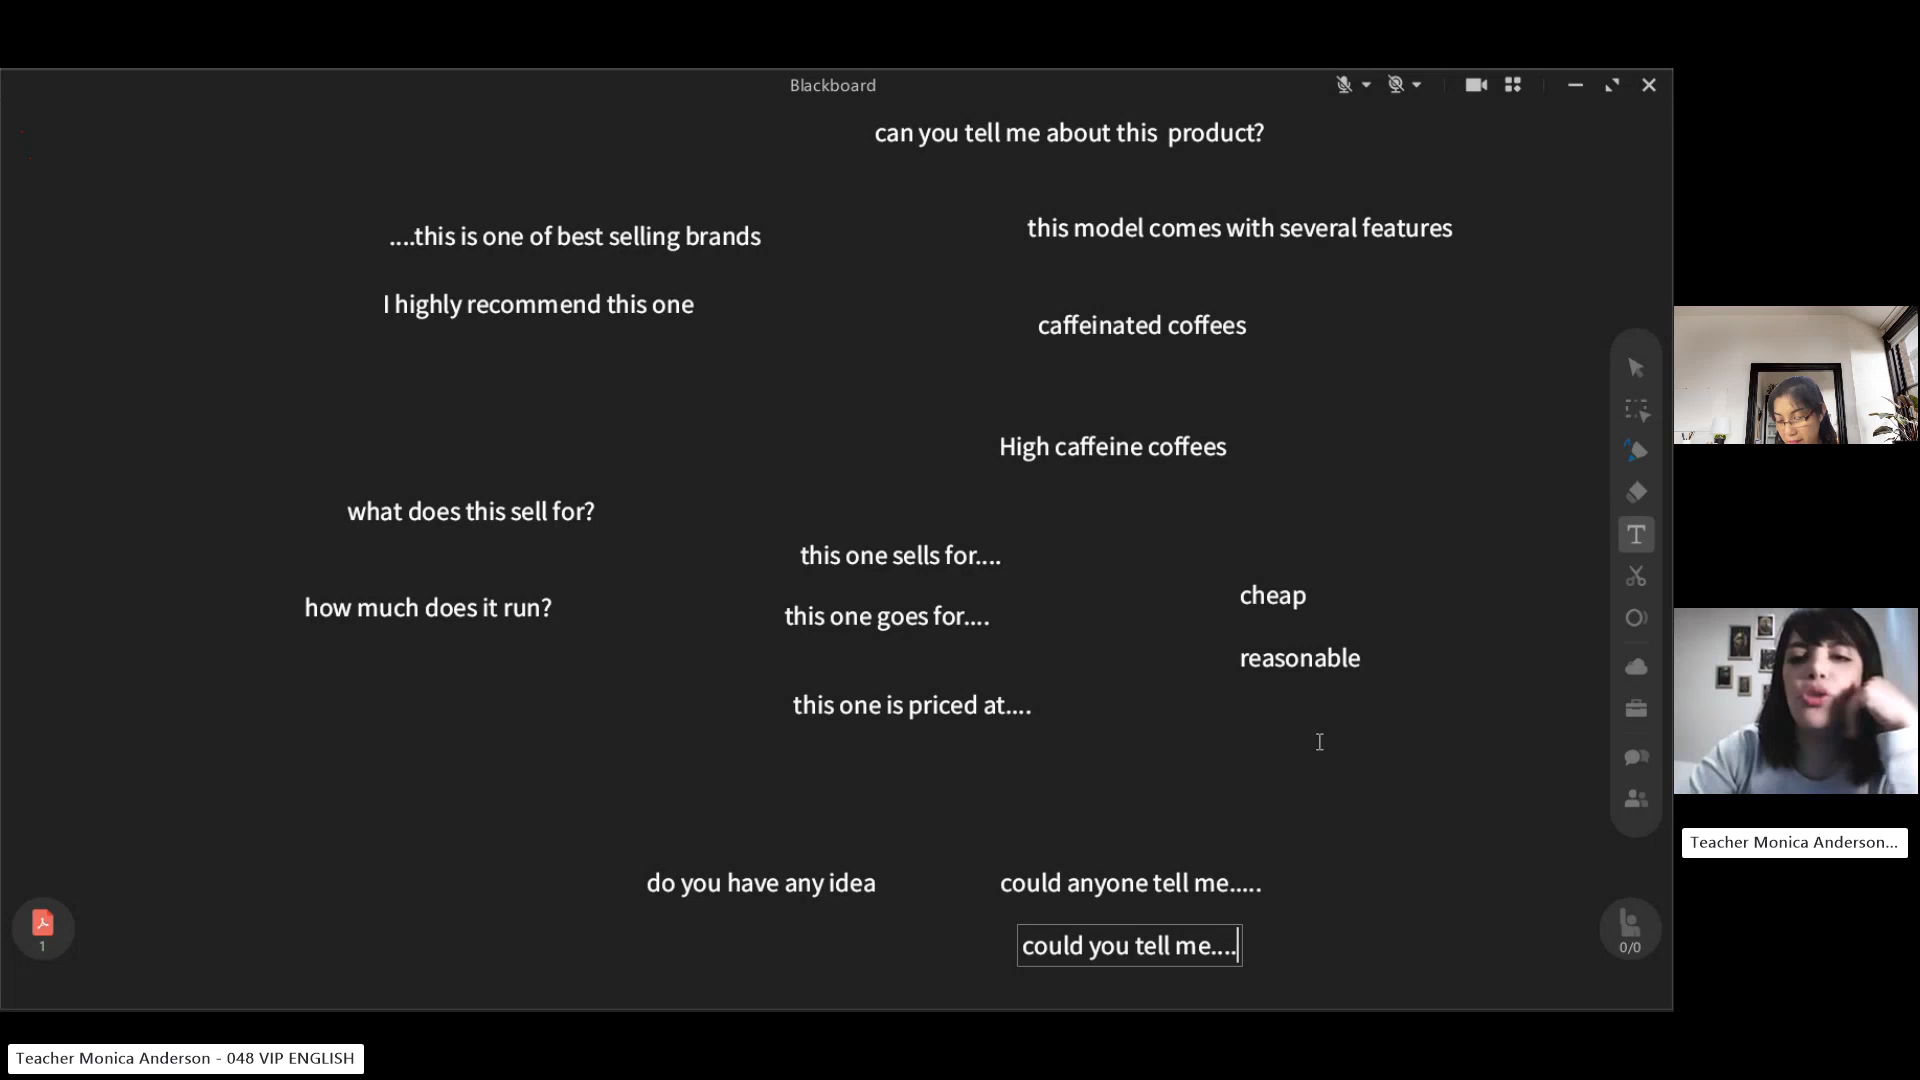 Blackboard
can you tell me about this  product?
....this is one of best selling brands
this model comes with several features
I highly recommend this one
caffeinated coffees
High caffeine coffees
what does this sell for?
this one sells for....
how much does it run?
this one goes for....
cheap
reasonable
this one is priced at....
do you have any idea
could anyone tell me.....
could you tell me....
T
1
0/0
Teacher Monica Anderson...
Teacher Monica Anderson - 048 VIP ENGLISH